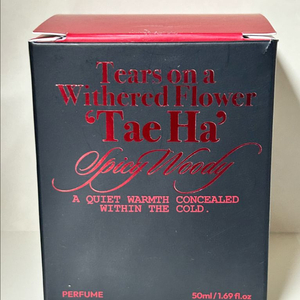 Tears on a
Withered Flower
‘Tae Ha’
Spicy Woody
A QUIET WARMTH CONCEALED
WITHIN THE COLD.
PERFUME 50ml/1.69 fl.oz